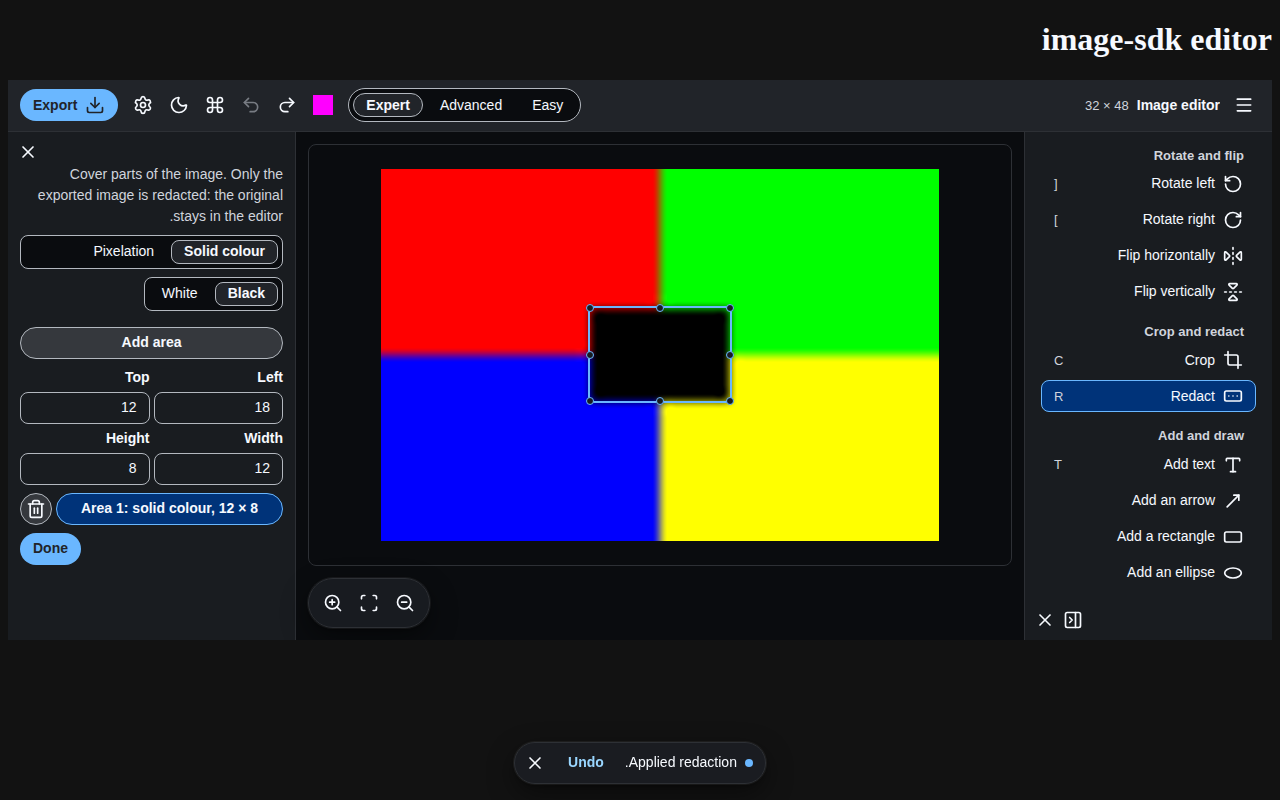 image-sdk editor
Export
Expert Advanced Easy
32 × 48 Image editor
Cover parts of the image. Only the
exported image is redacted: the original
.stays in the editor
Pixelation Solid colour
White Black
Add area
Top Left
12 18
Height Width
8 12
Area 1: solid colour, 12 × 8
Done
Rotate and flip
] Rotate left
[ Rotate right
Flip horizontally
Flip vertically
Crop and redact
C Crop
R Redact
Add and draw
T Add text
Add an arrow
Add a rectangle
Add an ellipse
Undo .Applied redaction